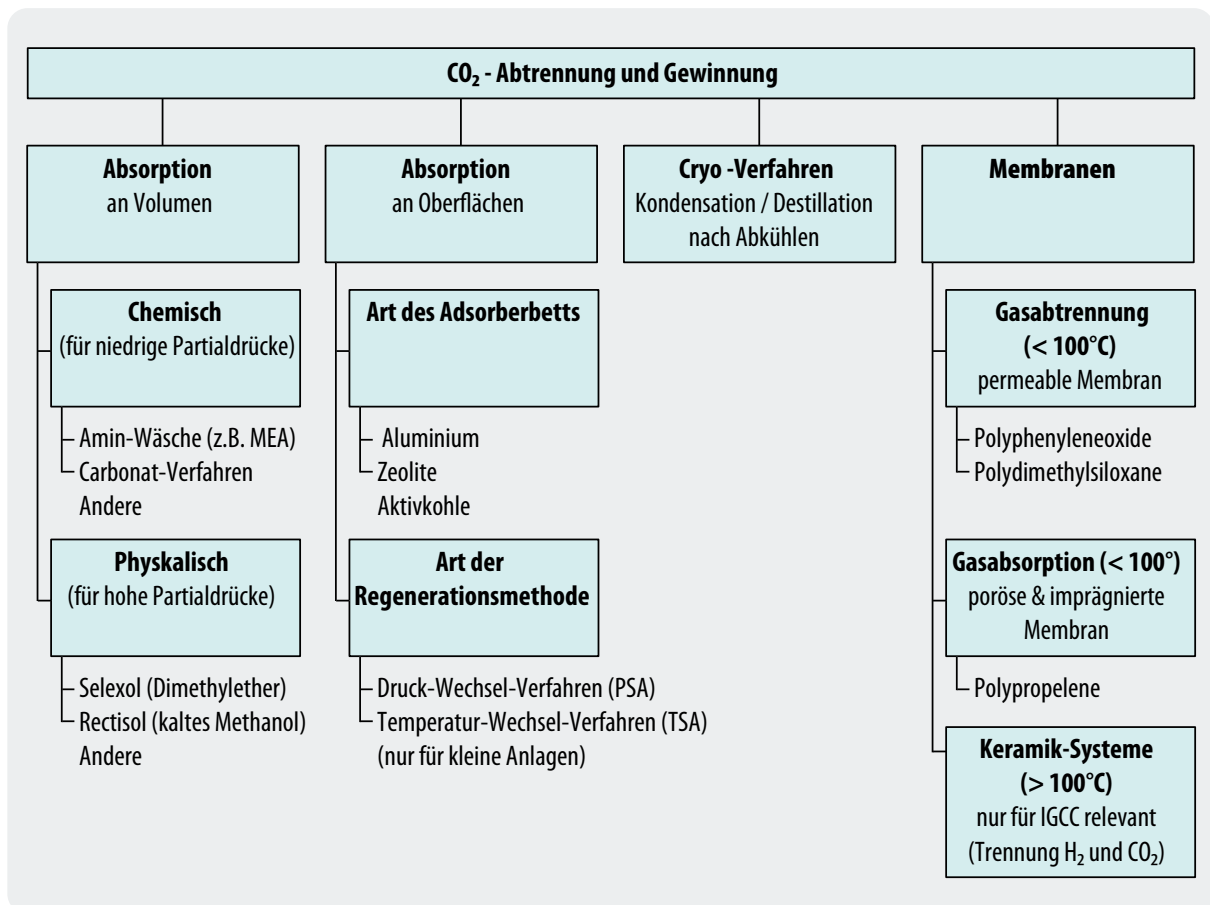 CO₂ - Abtrennung und Gewinnung
Absorption
an Volumen
Chemisch
(für niedrige Partialdrücke)
Amin-Wäsche (z.B. MEA)
Carbonat-Verfahren
Andere
Physkalisch
(für hohe Partialdrücke)
Selexol (Dimethylether)
Rectisol (kaltes Methanol)
Andere
Absorption
an Oberflächen
Art des Adsorberbetts
Aluminium
Zeolite
Aktivkohle
Art der
Regenerationsmethode
Druck-Wechsel-Verfahren (PSA)
Temperatur-Wechsel-Verfahren (TSA)
(nur für kleine Anlagen)
Cryo -Verfahren
Kondensation / Destillation
nach Abkühlen
Membranen
Gasabtrennung
(< 100°C)
permeable Membran
Polyphenyleneoxide
Polydimethylsiloxane
Gasabsorption (< 100°)
poröse & imprägnierte
Membran
Polypropelene
Keramik-Systeme
(> 100°C)
nur für IGCC relevant
(Trennung H₂ und CO₂)